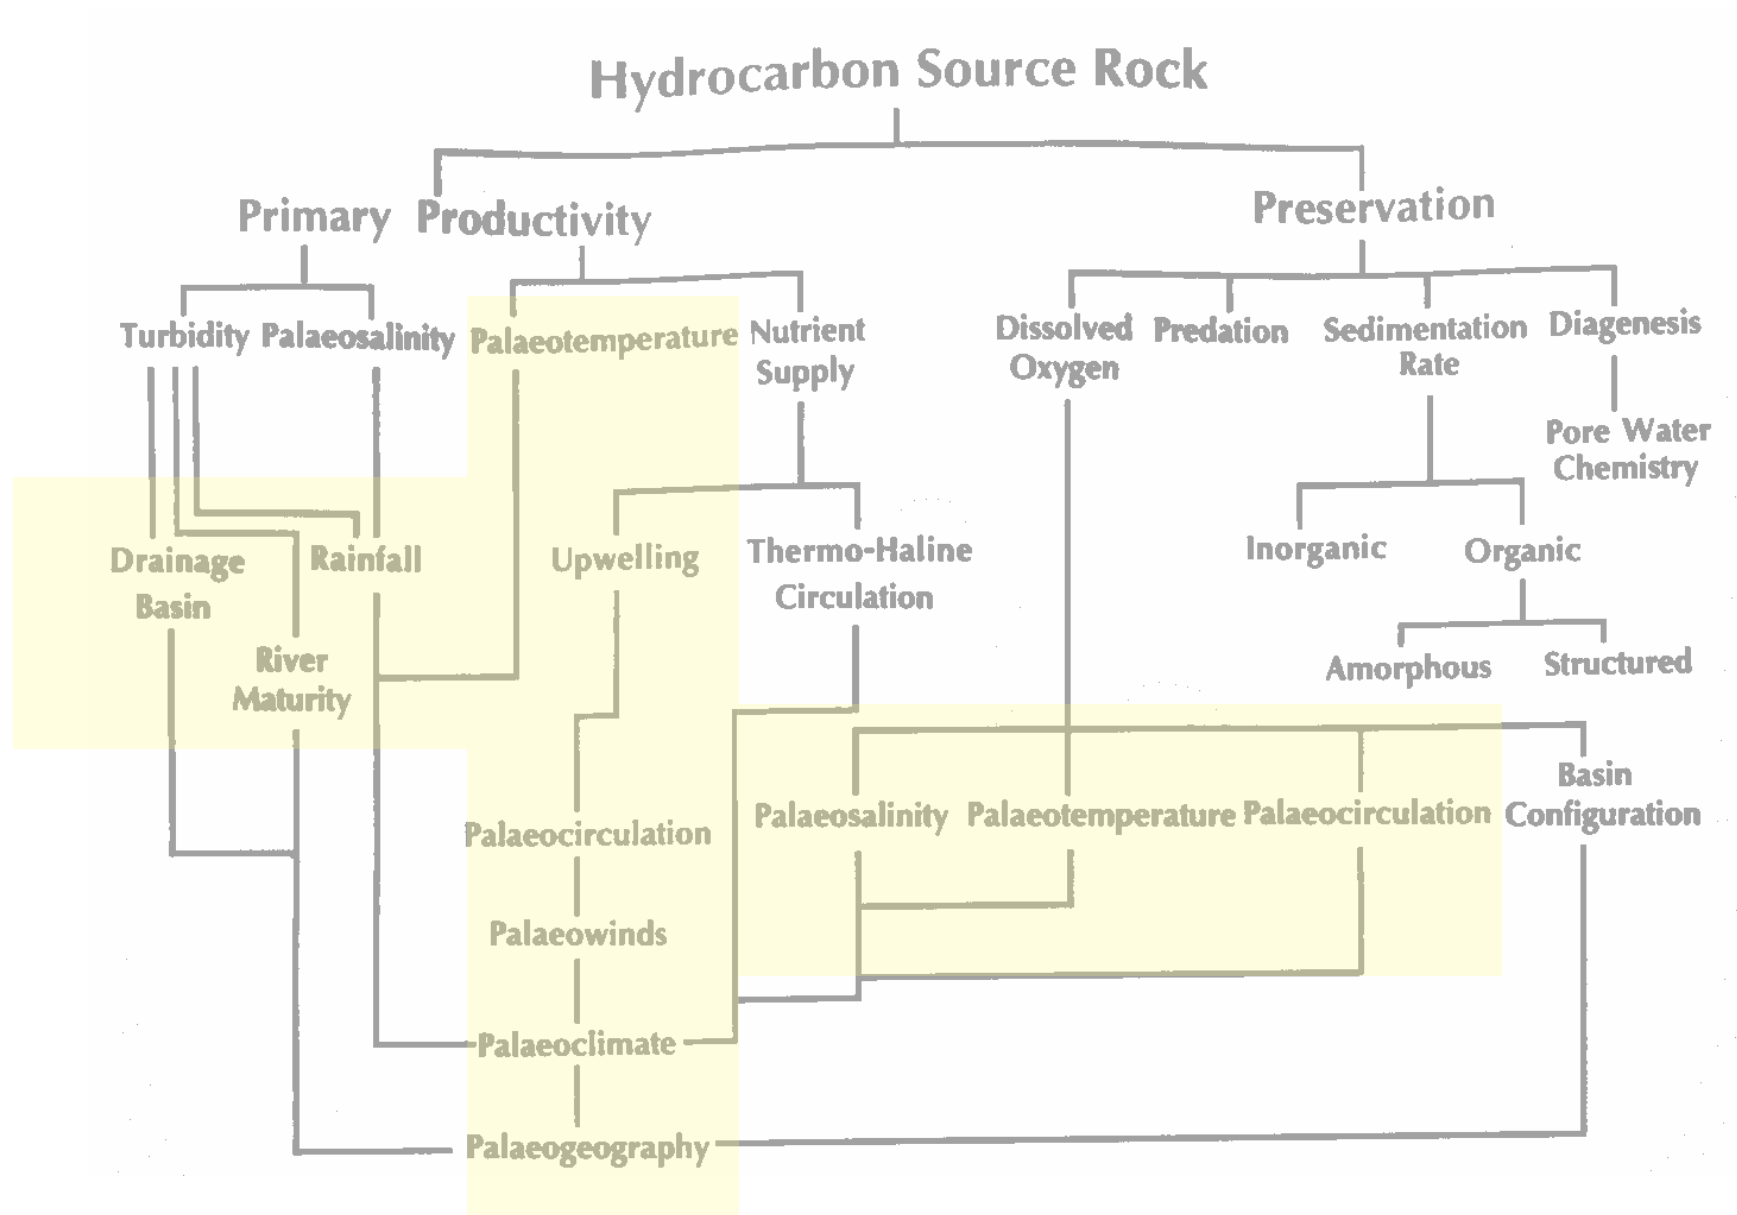 Hydrocarbon Source Rock
Primary Productivity
Preservation
Turbidity
Palaeosalinity
Palaeotemperature
Nutrient
Supply
Dissolved
Oxygen
Predation
Sedimentation
Rate
Diagenesis
Pore Water
Chemistry
Drainage
Basin
Rainfall
Upwelling
Thermo-Haline
Circulation
Inorganic
Organic
River
Maturity
Amorphous
Structured
Palaeocirculation
Palaeosalinity
Palaeotemperature
Palaeocirculation
Basin
Configuration
Palaeowinds
Palaeoclimate
Palaeogeography